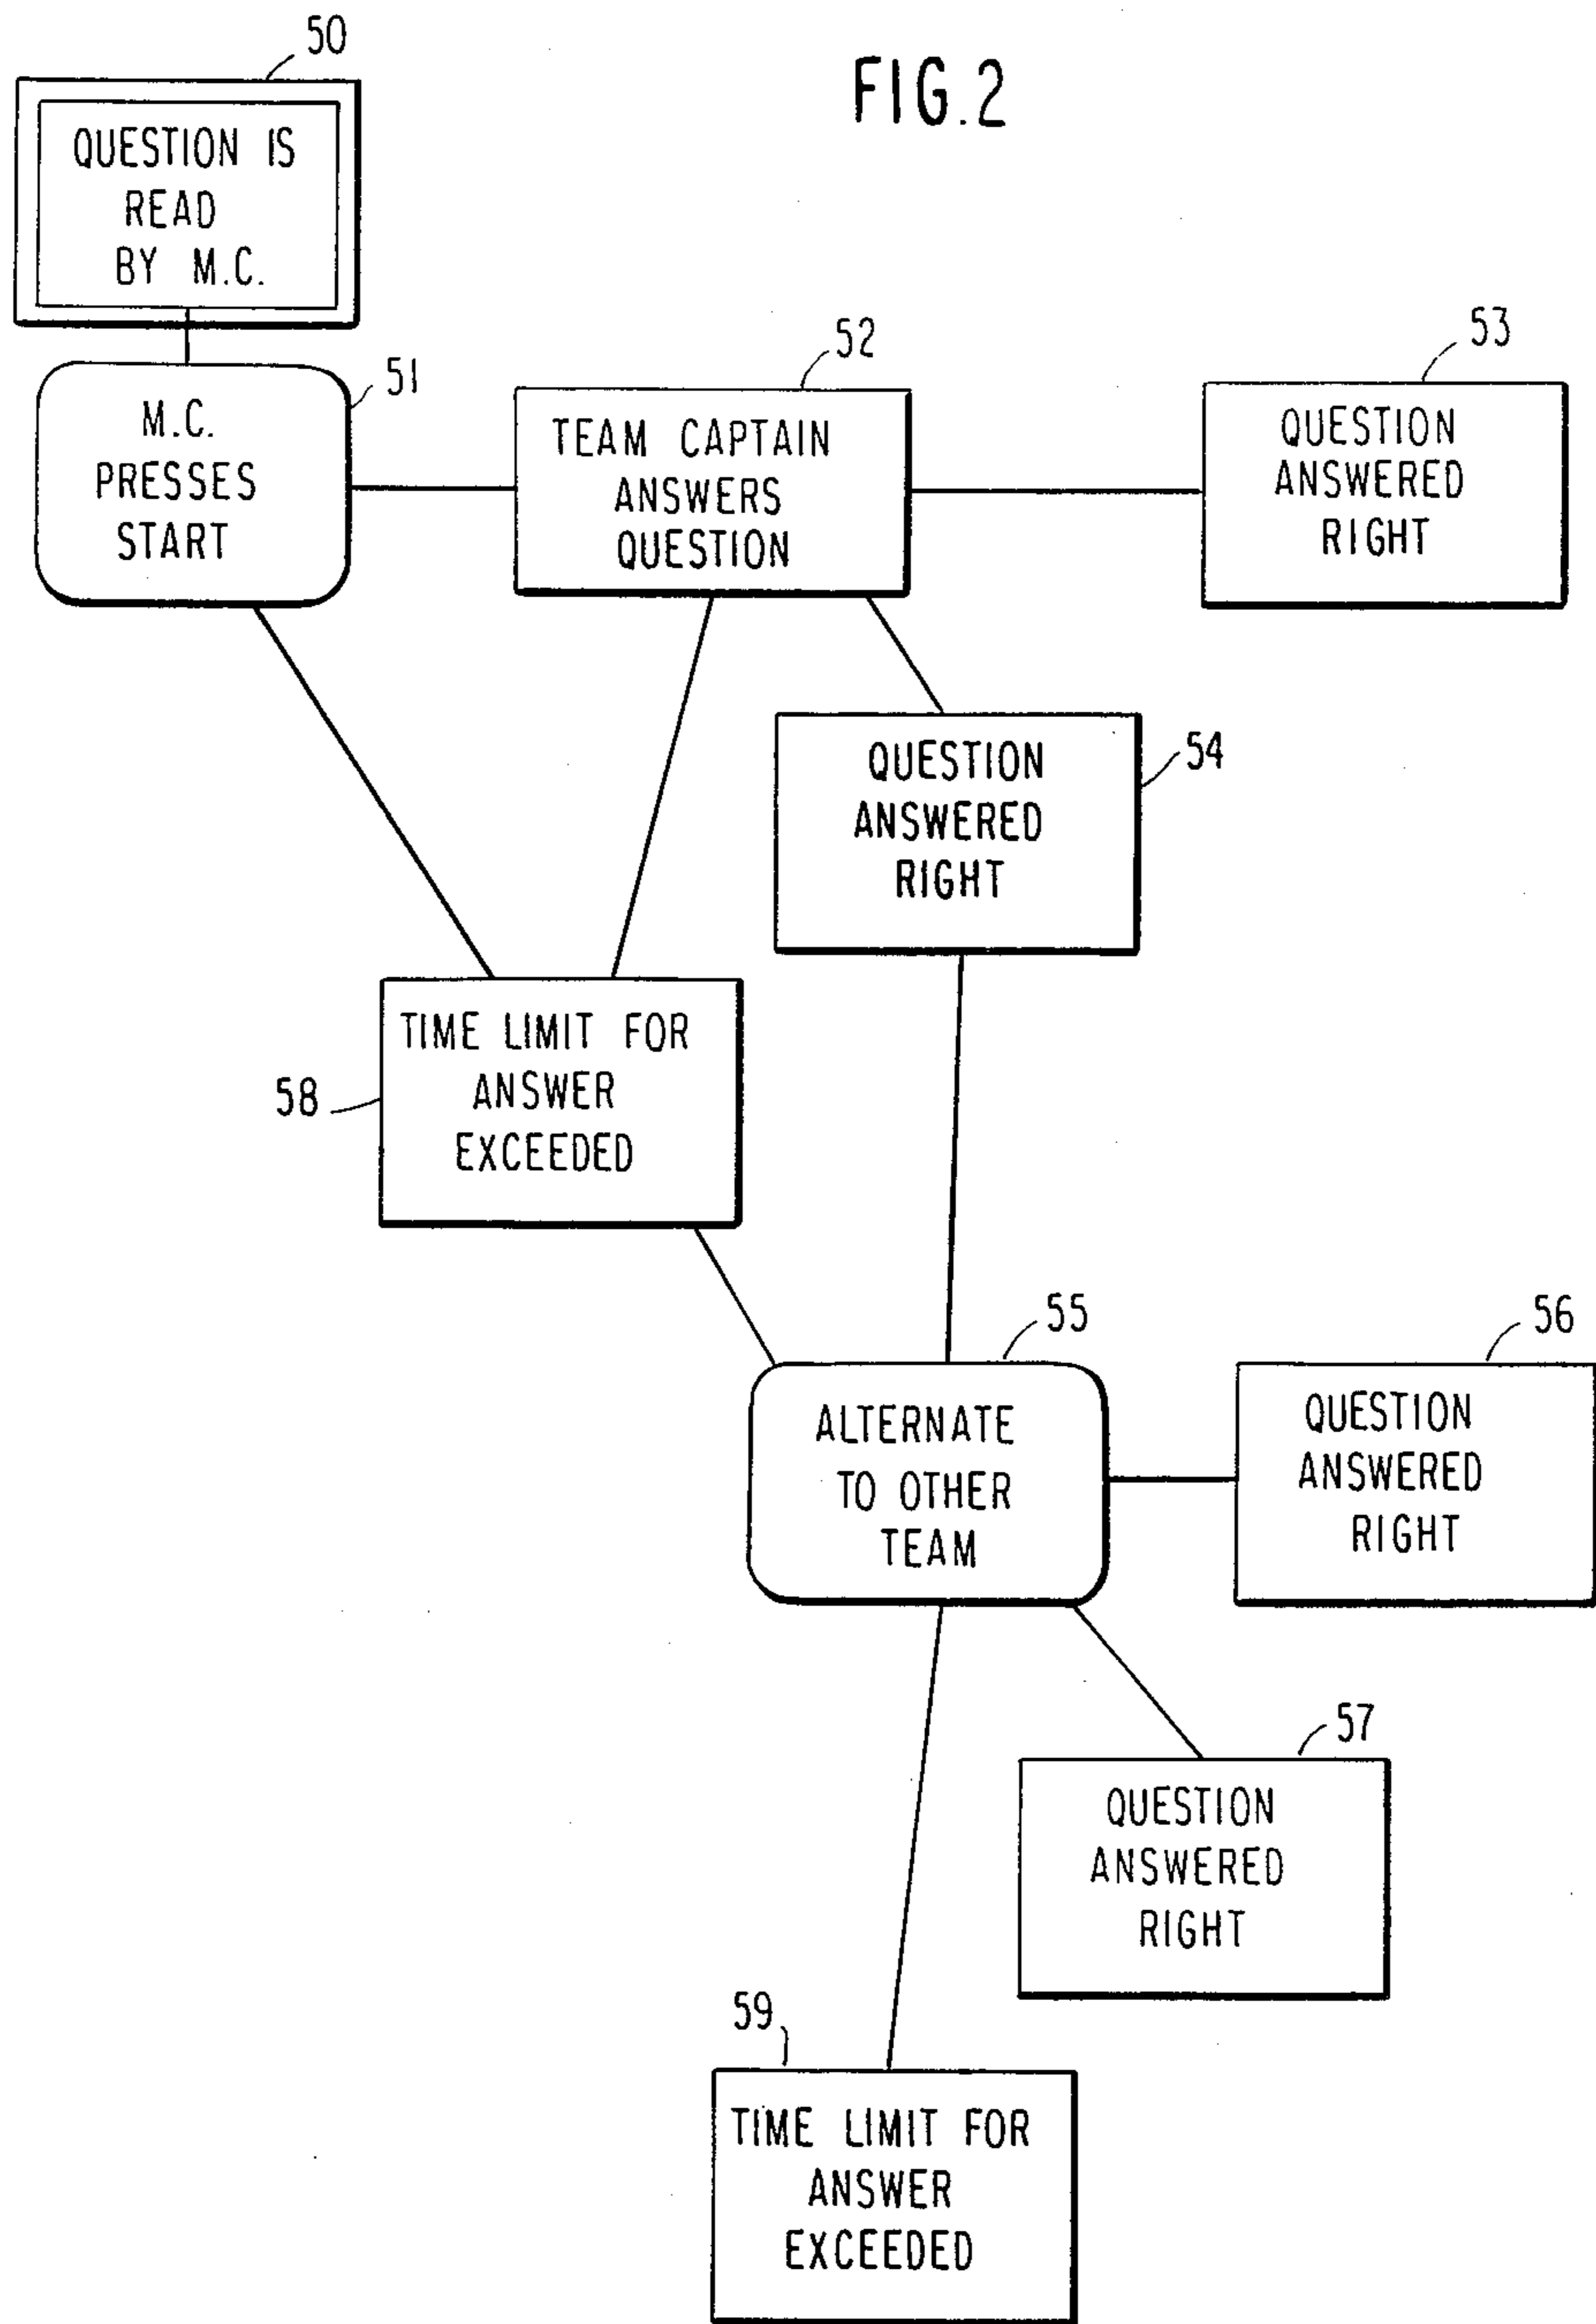 FIG.2
50
QUESTION IS
READ
BY M.C.
51
M.C.
PRESSES
START
52
TEAM CAPTAIN
ANSWERS
QUESTION
53
QUESTION
ANSWERED
RIGHT
54
QUESTION
ANSWERED
RIGHT
58
TIME LIMIT FOR
ANSWER
EXCEEDED
55
ALTERNATE
TO OTHER
TEAM
56
QUESTION
ANSWERED
RIGHT
57
QUESTION
ANSWERED
RIGHT
59
TIME LIMIT FOR
ANSWER
EXCEEDED